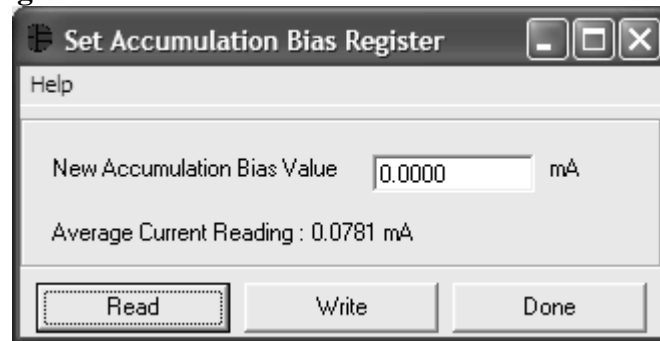 Set Accumulation Bias Register
Help
New Accumulation Bias Value 0.0000 mA
Average Current Reading : 0.0781 mA
Read Write Done